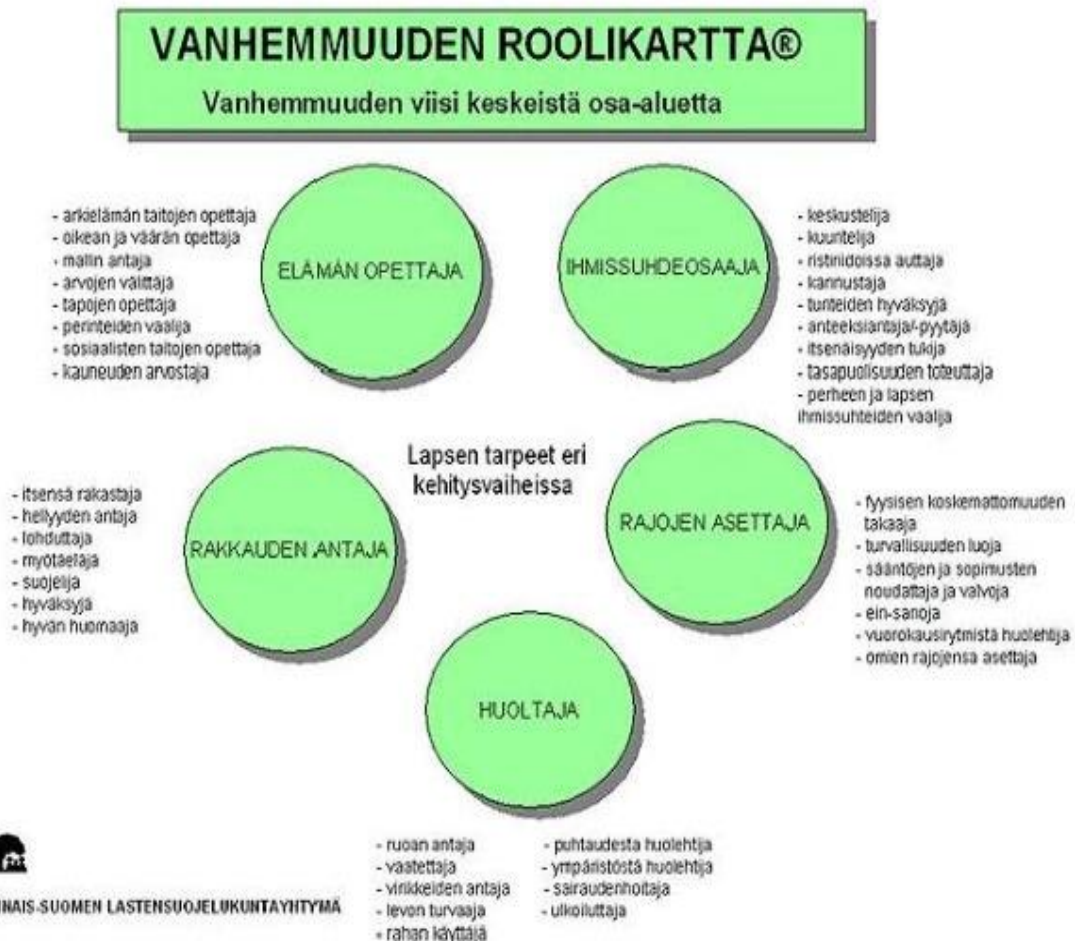 VANHEMMUUDEN ROOLIKARTTA®
Vanhemmuuden viisi keskeistä osa-aluetta
ELÄMÄN OPETTAJA
- arkielämän taitojen opettaja
- oikean ja väärän opettaja
- mallin antaja
- arvojen välittäjä
- tapojen opettaja
- perinteiden vaalija
- sosiaalisten taitojen opettaja
- kauneuden arvostaja
IHMISSUHDEOSAAJA
- keskustelija
- kuuntelija
- ristiriidoissa auttaja
- kannustaja
- tunteiden hyväksyjä
- anteeksiantaja/-pyytäjä
- itsenäisyyden tukija
- tasapuolisuuden toteuttaja
- perheen ja lapsen
ihmissuhteiden vaalija
Lapsen tarpeet eri
kehitysvaiheissa
RAKKAUDEN ANTAJA
- itsensä rakastaja
- hellyyden antaja
- lohduttaja
- myötäeläjä
- suojelija
- hyväksyjä
- hyvän huomaaja
RAJOJEN ASETTAJA
- fyysisen koskemattomuuden
takaaja
- turvallisuuden luoja
- sääntöjen ja sopimusten
noudattaja ja valvoja
- ein-sanoja
- vuorokausirytmistä huolehtija
- omien rajojensa asettaja
HUOLTAJA
- ruoan antaja
- vaatettaja
- virikkeiden antaja
- levon turvaaja
- rahan käyttäjä
- puhtaudesta huolehtija
- ympäristöstä huolehtija
- sairaudenhoitaja
- ulkoiluttaja
INAIS-SUOMEN LASTENSUOJELUKUNTAYHTYMÄ